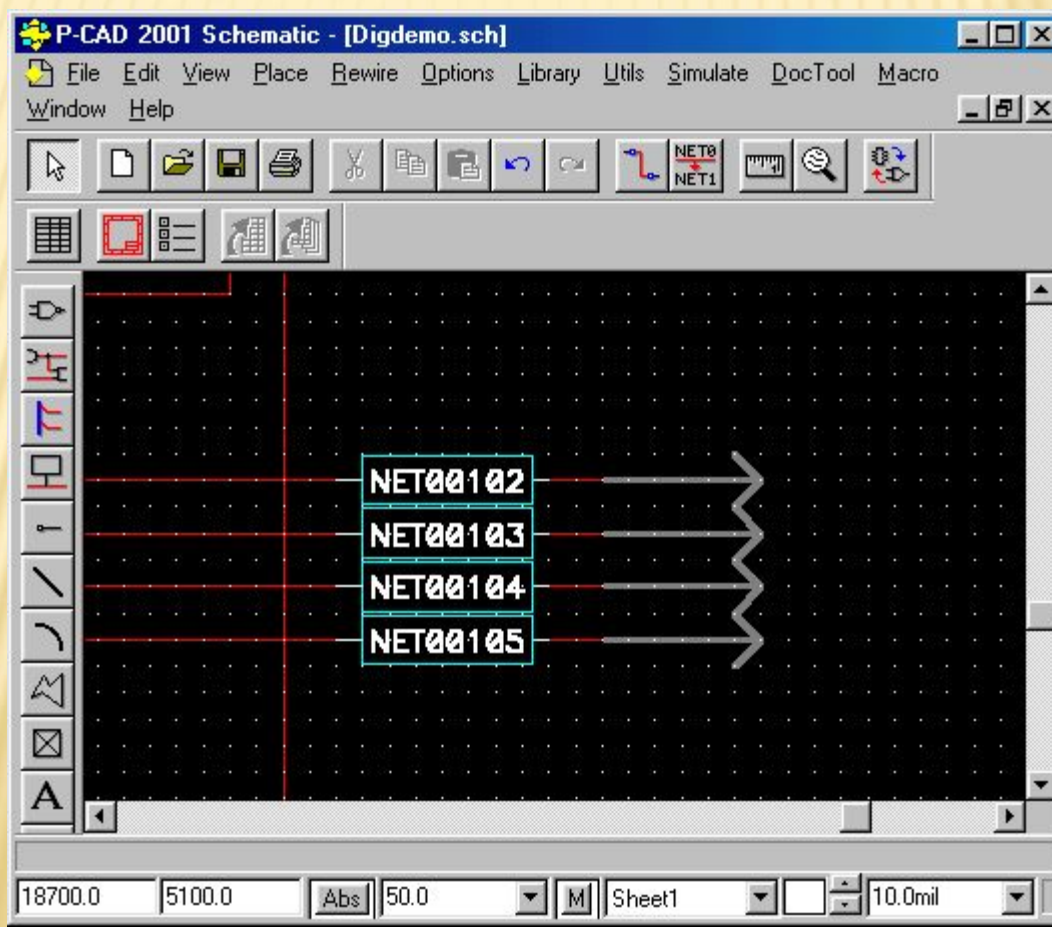 P-CAD 2001 Schematic - [Digdemo.sch]
File Edit View Place Rewire Options Library Utils Simulate DocTool Macro
Window Help
NET0
NET1
NET00102
NET00103
NET00104
NET00105
A
18700.0 5100.0 Abs 50.0 M Sheet1 10.0mil